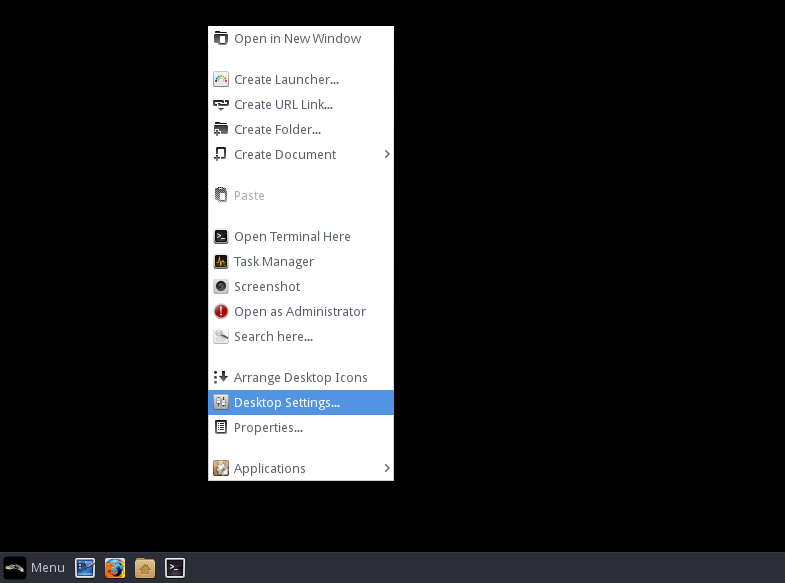 Open in New Window
Create Launcher...
Create URL Link...
Create Folder...
Create Document
Paste
Open Terminal Here
Task Manager
Screenshot
Open as Administrator
Search here...
Arrange Desktop Icons
Desktop Settings...
Properties...
Applications
Menu